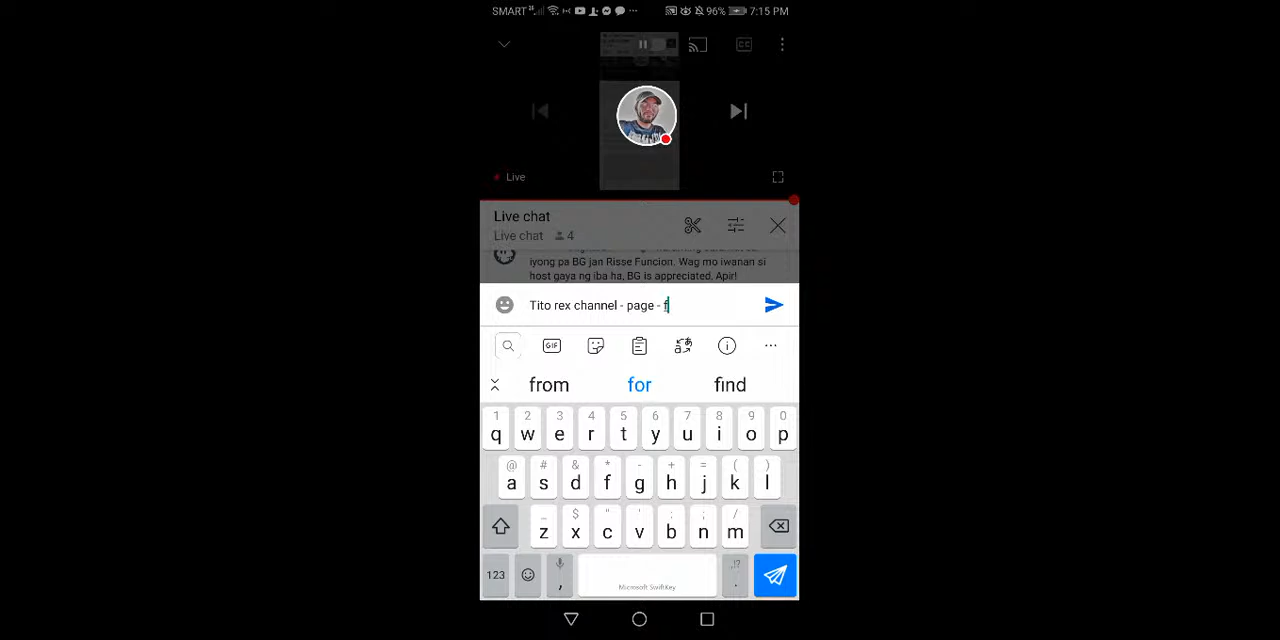 SMART 96% 7:15 PM
CC
Live
Live chat
Live chat 4
iyong pa BG jan Risse Funcion. Wag mo iwanan si
host gaya ng iba ha, BG is appreciated. Apir!
Tito rex channel - page - f
GIF
from for find
1 2 3 4 5 6 7 8 9 0
q w e r t y u i o p
@ # & * - + = ( )
a s d f g h j k l
_ $ " ' : ; /
z x c v b n m
123 , ,!? .
Microsoft SwiftKey